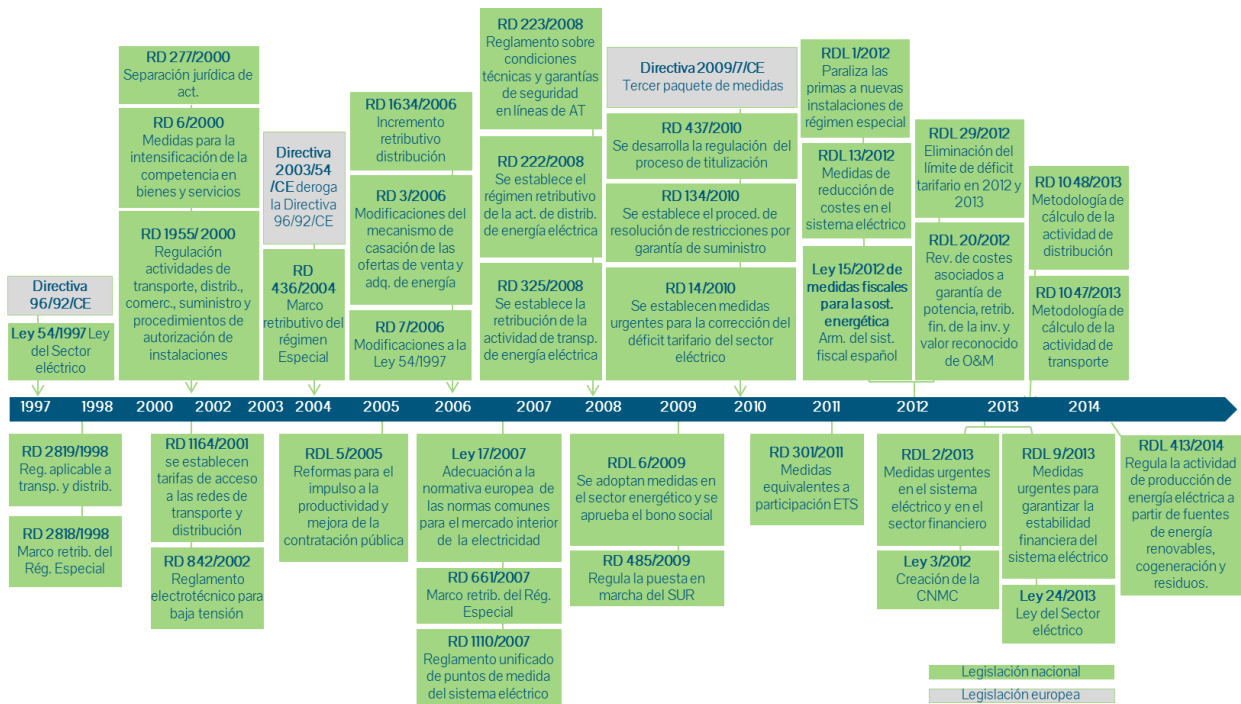 Directiva
96/92/CE
Ley 54/1997 Ley
del Sector
eléctrico
RD 277/2000
Separación jurídica de
act.
RD 6/2000
Medidas para la
intensificación de la
competencia en
bienes y servicios
RD 1955/2000
Regulación
actividades de
transporte, distrib.,
comerc., suministro y
procedimientos de
autorización de
instalaciones
Directiva
2003/54
/CE deroga
la Directiva
96/92/CE
RD
436/2004
Marco
retributivo del
régimen
Especial
RD 1634/2006
Incremento
retributivo
distribución
RD 3/2006
Modificaciones del
mecanismo de
casación de las
ofertas de venta y
adq. de energía
RD 7/2006
Modificaciones a la
Ley 54/1997
RD 223/2008
Reglamento sobre
condiciones
técnicas y garantías
de seguridad
en líneas de AT
RD 222/2008
Se establece el
régimen retributivo
de la act. de distrib.
de energía eléctrica
RD 325/2008
Se establece la
retribución de la
actividad de transp.
de energía eléctrica
Directiva 2009/7/CE
Tercer paquete de medidas
RD 437/2010
Se desarrolla la regulación del
proceso de titulización
RD 134/2010
Se establece el proced. de
resolución de restricciones por
garantía de suministro
RD 14/2010
Se establecen medidas
urgentes para la corrección del
déficit tarifario del sector
eléctrico
RDL 1/2012
Paraliza las
primas a nuevas
instalaciones de
régimen especial
RDL 13/2012
Medidas de
reducción de
costes en el
sistema eléctrico
Ley 15/2012 de
medidas fiscales
para la sost.
energética
Arm. del sist.
fiscal español
RDL 29/2012
Eliminación del
límite de déficit
tarifario en 2012 y
2013
RDL 20/2012
Rev. de costes
asociados a
garantía de
potencia, retrib.
fin. de la inv. y
valor reconocido
de O&M
RD 1048/2013
Metodología de
cálculo de la
actividad de
distribución
RD 1047/2013
Metodología de
cálculo de la
actividad de
transporte
1997 1998 2000 2002 2003 2004 2005 2006 2007 2008 2009 2010 2011 2012 2013 2014
RD 2819/1998
Reg. aplicable a
transp. y distrib.
RD 2818/1998
Marco retrib. del
Rég. Especial
RD 1164/2001
se establecen
tarifas de acceso
a las redes de
transporte y
distribución
RD 842/2002
Reglamento
electrotécnico para
baja tensión
RDL 5/2005
Reformas para el
impulso a la
productividad y
mejora de la
contratación pública
Ley 17/2007
Adecuación a la
normativa europea de
las normas comunes
para el mercado interior
de la electricidad
RD 661/2007
Marco retrib. del Rég.
Especial
RD 1110/2007
Reglamento unificado
de puntos de medida
del sistema eléctrico
RDL 6/2009
Se adoptan medidas en
el sector energético y se
aprueba el bono social
RD 485/2009
Regula la puesta en
marcha del SUR
RD 301/2011
Medidas
equivalentes a
participación ETS
RDL 2/2013
Medidas urgentes
en el sistema
eléctrico y en el
sector financiero
Ley 3/2012
Creación de la
CNMC
RDL 9/2013
Medidas
urgentes para
garantizar la
estabilidad
financiera del
sistema eléctrico
Ley 24/2013
Ley del Sector
eléctrico
RDL 413/2014
Regula la actividad
de producción de
energía eléctrica a
partir de fuentes
de energía
renovables,
cogeneración y
residuos.
Legislación nacional
Legislación europea